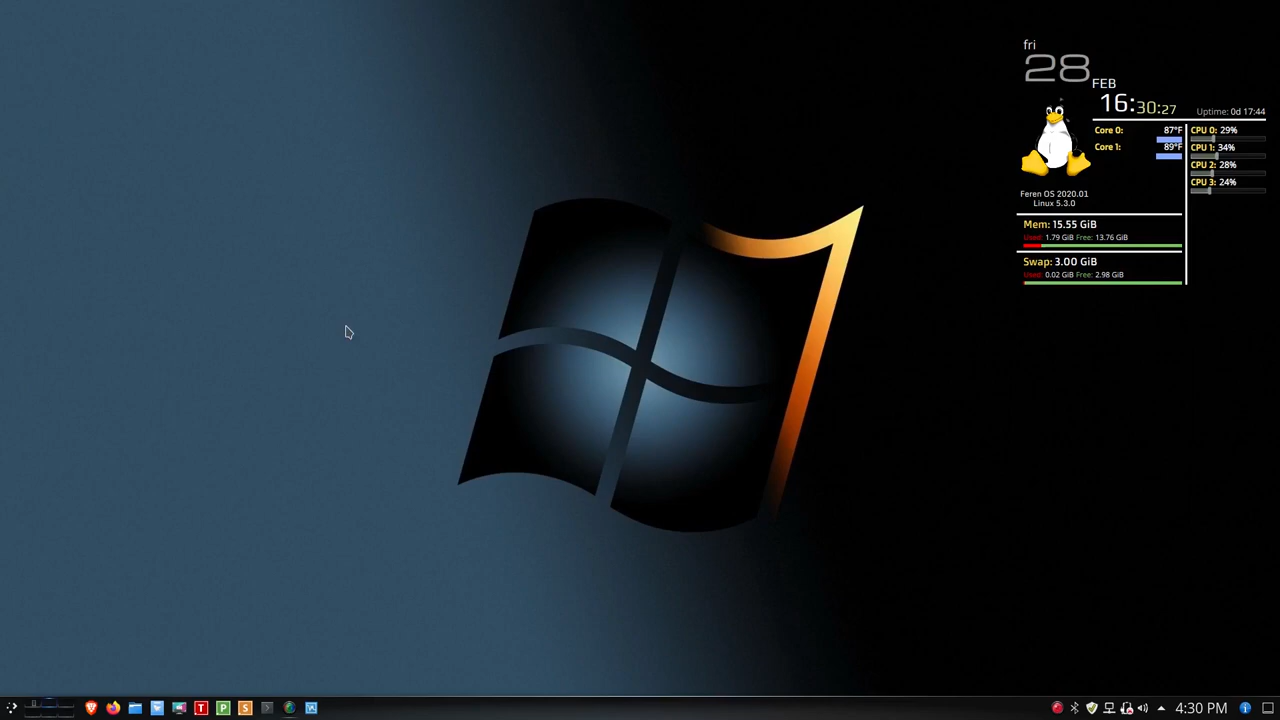 fri
28
FEB
16:30:27
Uptime: 0d 17:44
Core 0: 87°F
Core 1: 89°F
CPU 0: 29%
CPU 1: 34%
CPU 2: 28%
CPU 3: 24%
Feren OS 2020.01
Linux 5.3.0
Mem: 15.55 GiB
Used: 1.79 GiB Free: 13.76 GiB
Swap: 3.00 GiB
Used: 0.02 GiB Free: 2.98 GiB
T P S
4:30 PM